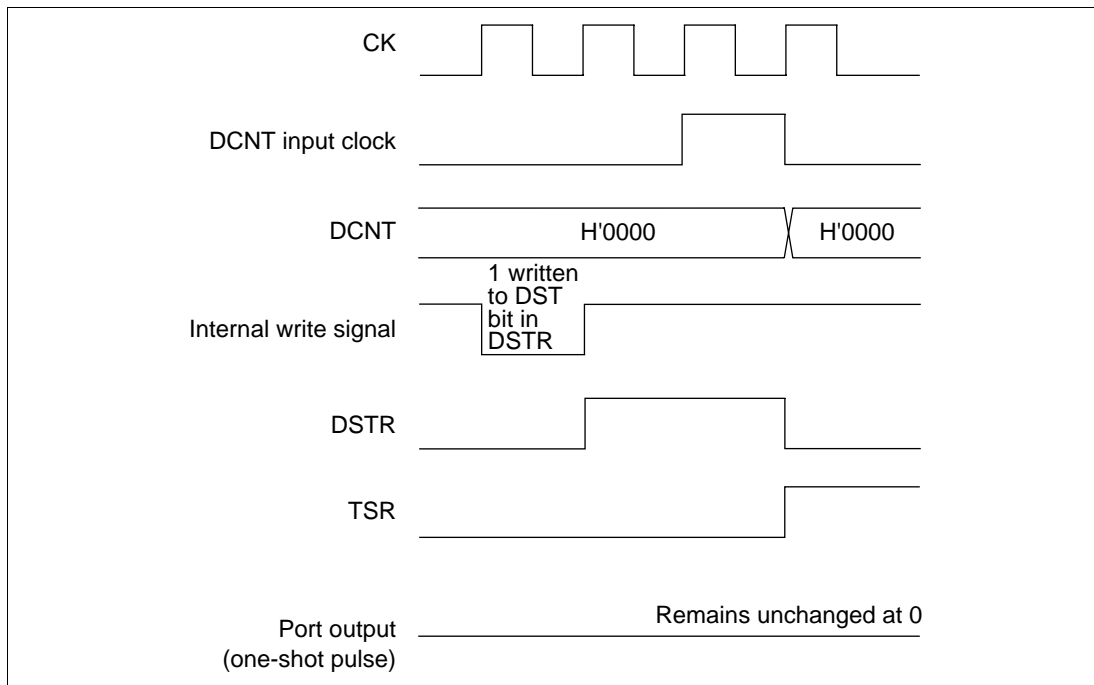 CK
DCNT input clock
DCNT
H'0000
H'0000
1 written
to DST
bit in
DSTR
Internal write signal
DSTR
TSR
Remains unchanged at 0
Port output
(one-shot pulse)